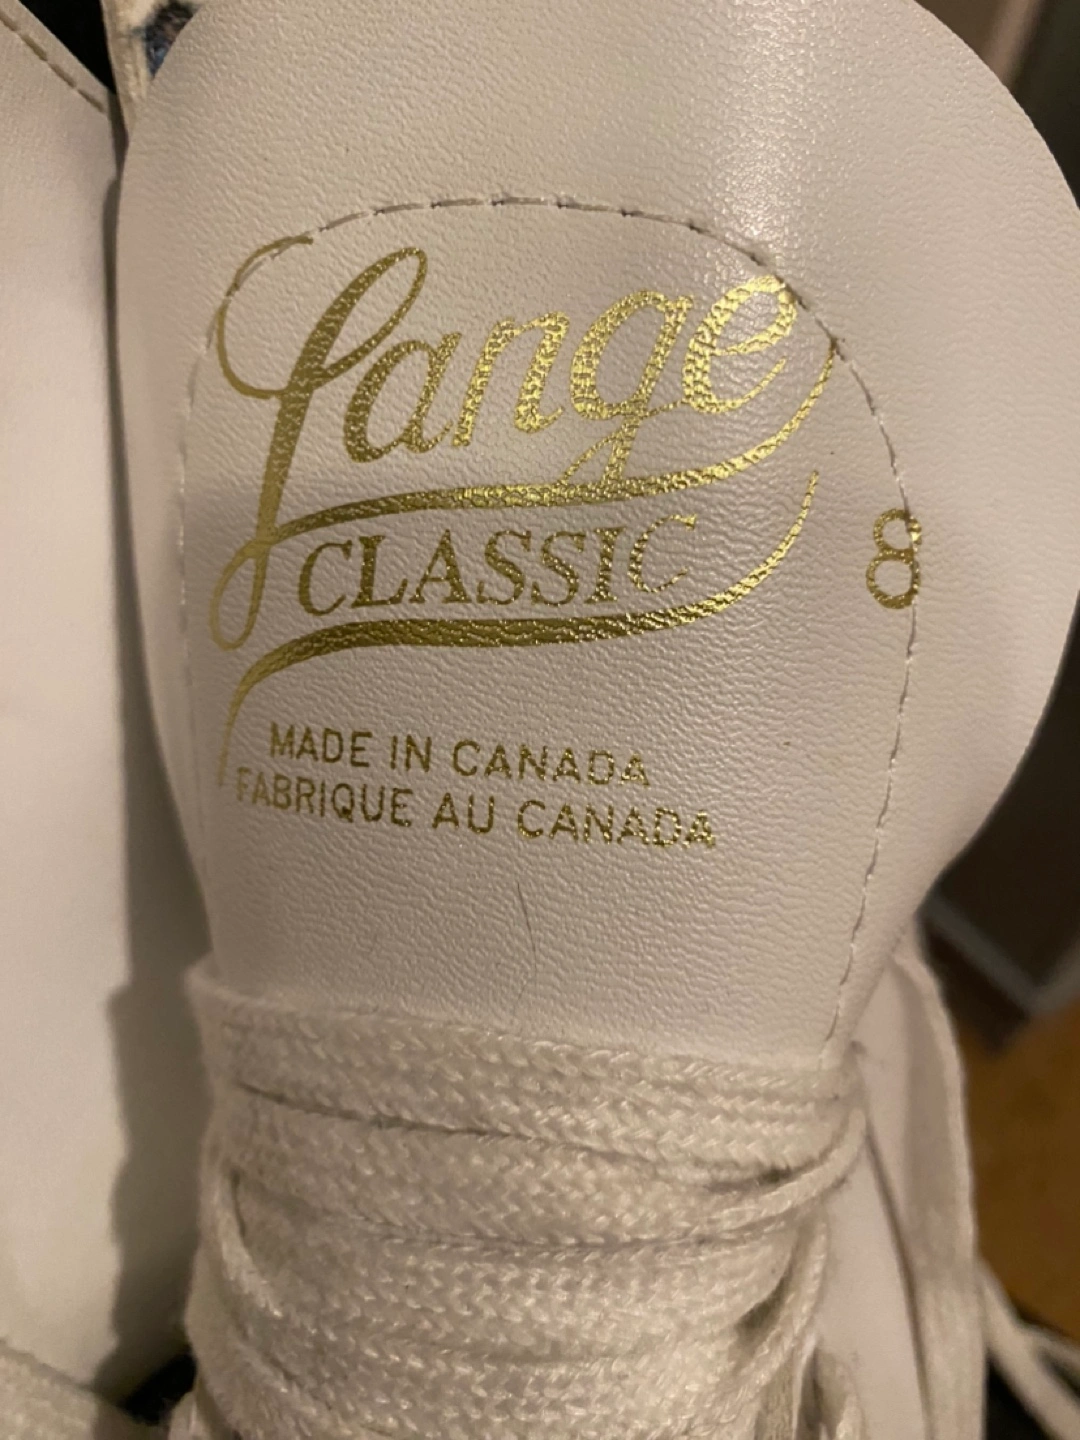 Lange
CLASSIC
8
MADE IN CANADA
FABRIQUE AU CANADA